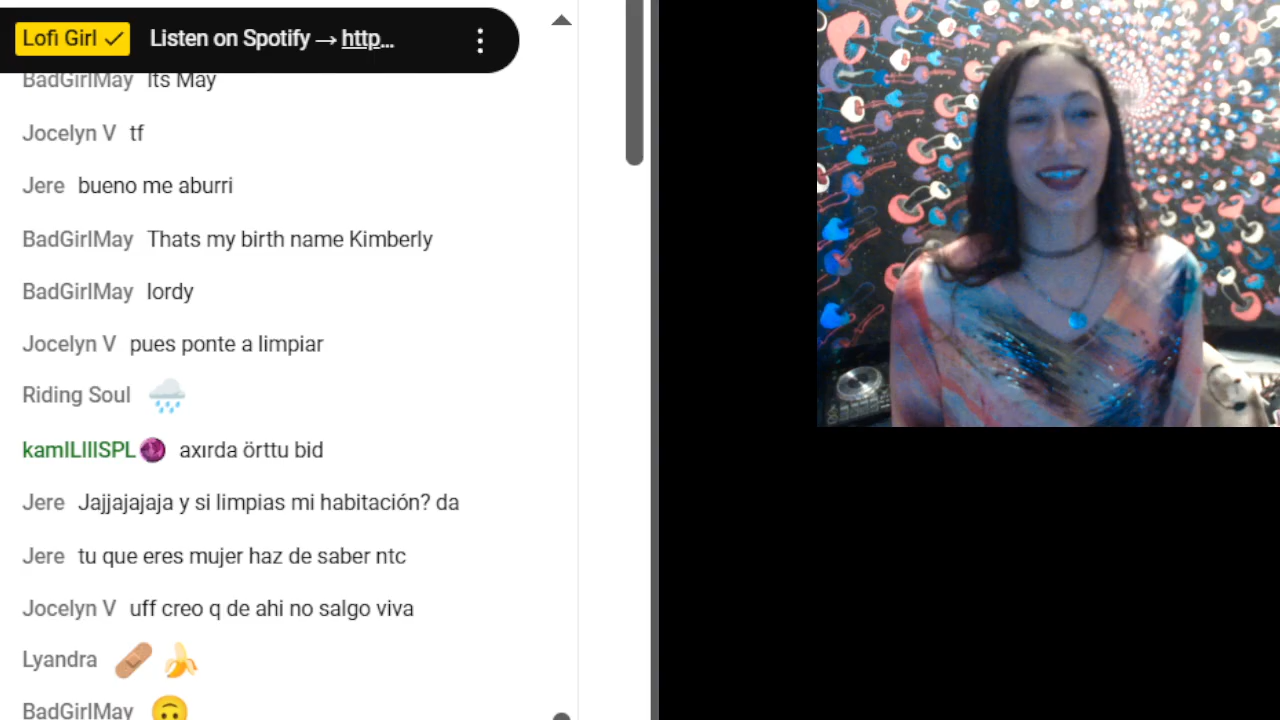 Lofi Girl ✓ Listen on Spotify → http...
BadGirlMay Its May
Jocelyn V tf
Jere bueno me aburri
BadGirlMay Thats my birth name Kimberly
BadGirlMay lordy
Jocelyn V pues ponte a limpiar
Riding Soul 🌧️
kamILIIISPL axırda örttu bid
Jere Jajjajajaja y si limpias mi habitación? da
Jere tu que eres mujer haz de saber ntc
Jocelyn V uff creo q de ahi no salgo viva
Lyandra 🩹 🍌
BadGirlMay 🙃